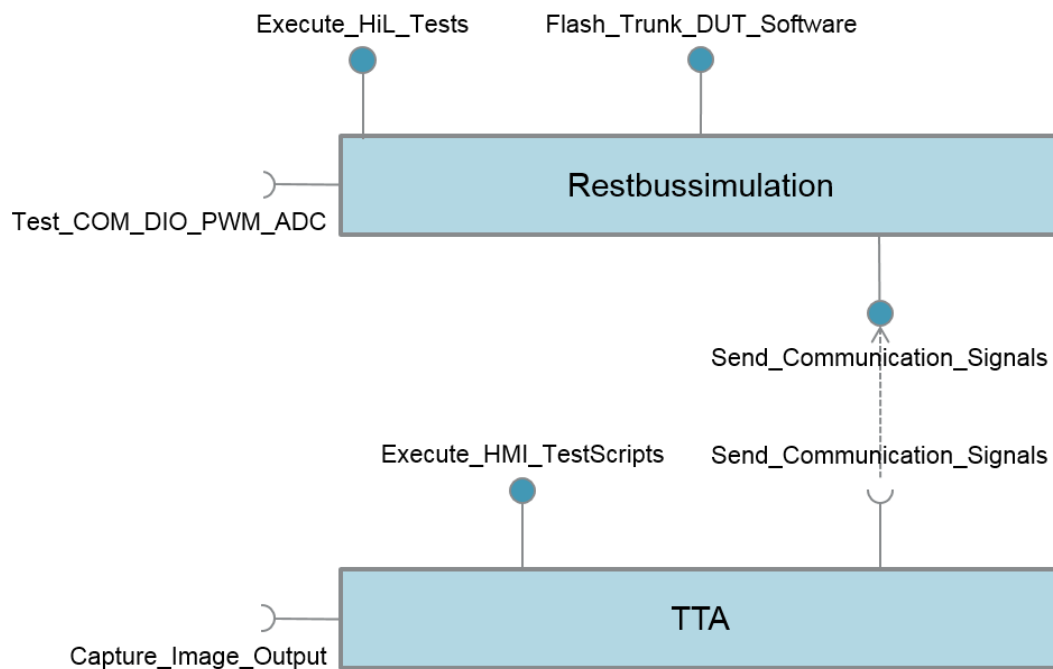 Execute_HiL_Tests
Flash_Trunk_DUT_Software
Restbussimulation
Test_COM_DIO_PWM_ADC
Send_Communication_Signals
Execute_HMI_TestScripts
Send_Communication_Signals
TTA
Capture_Image_Output